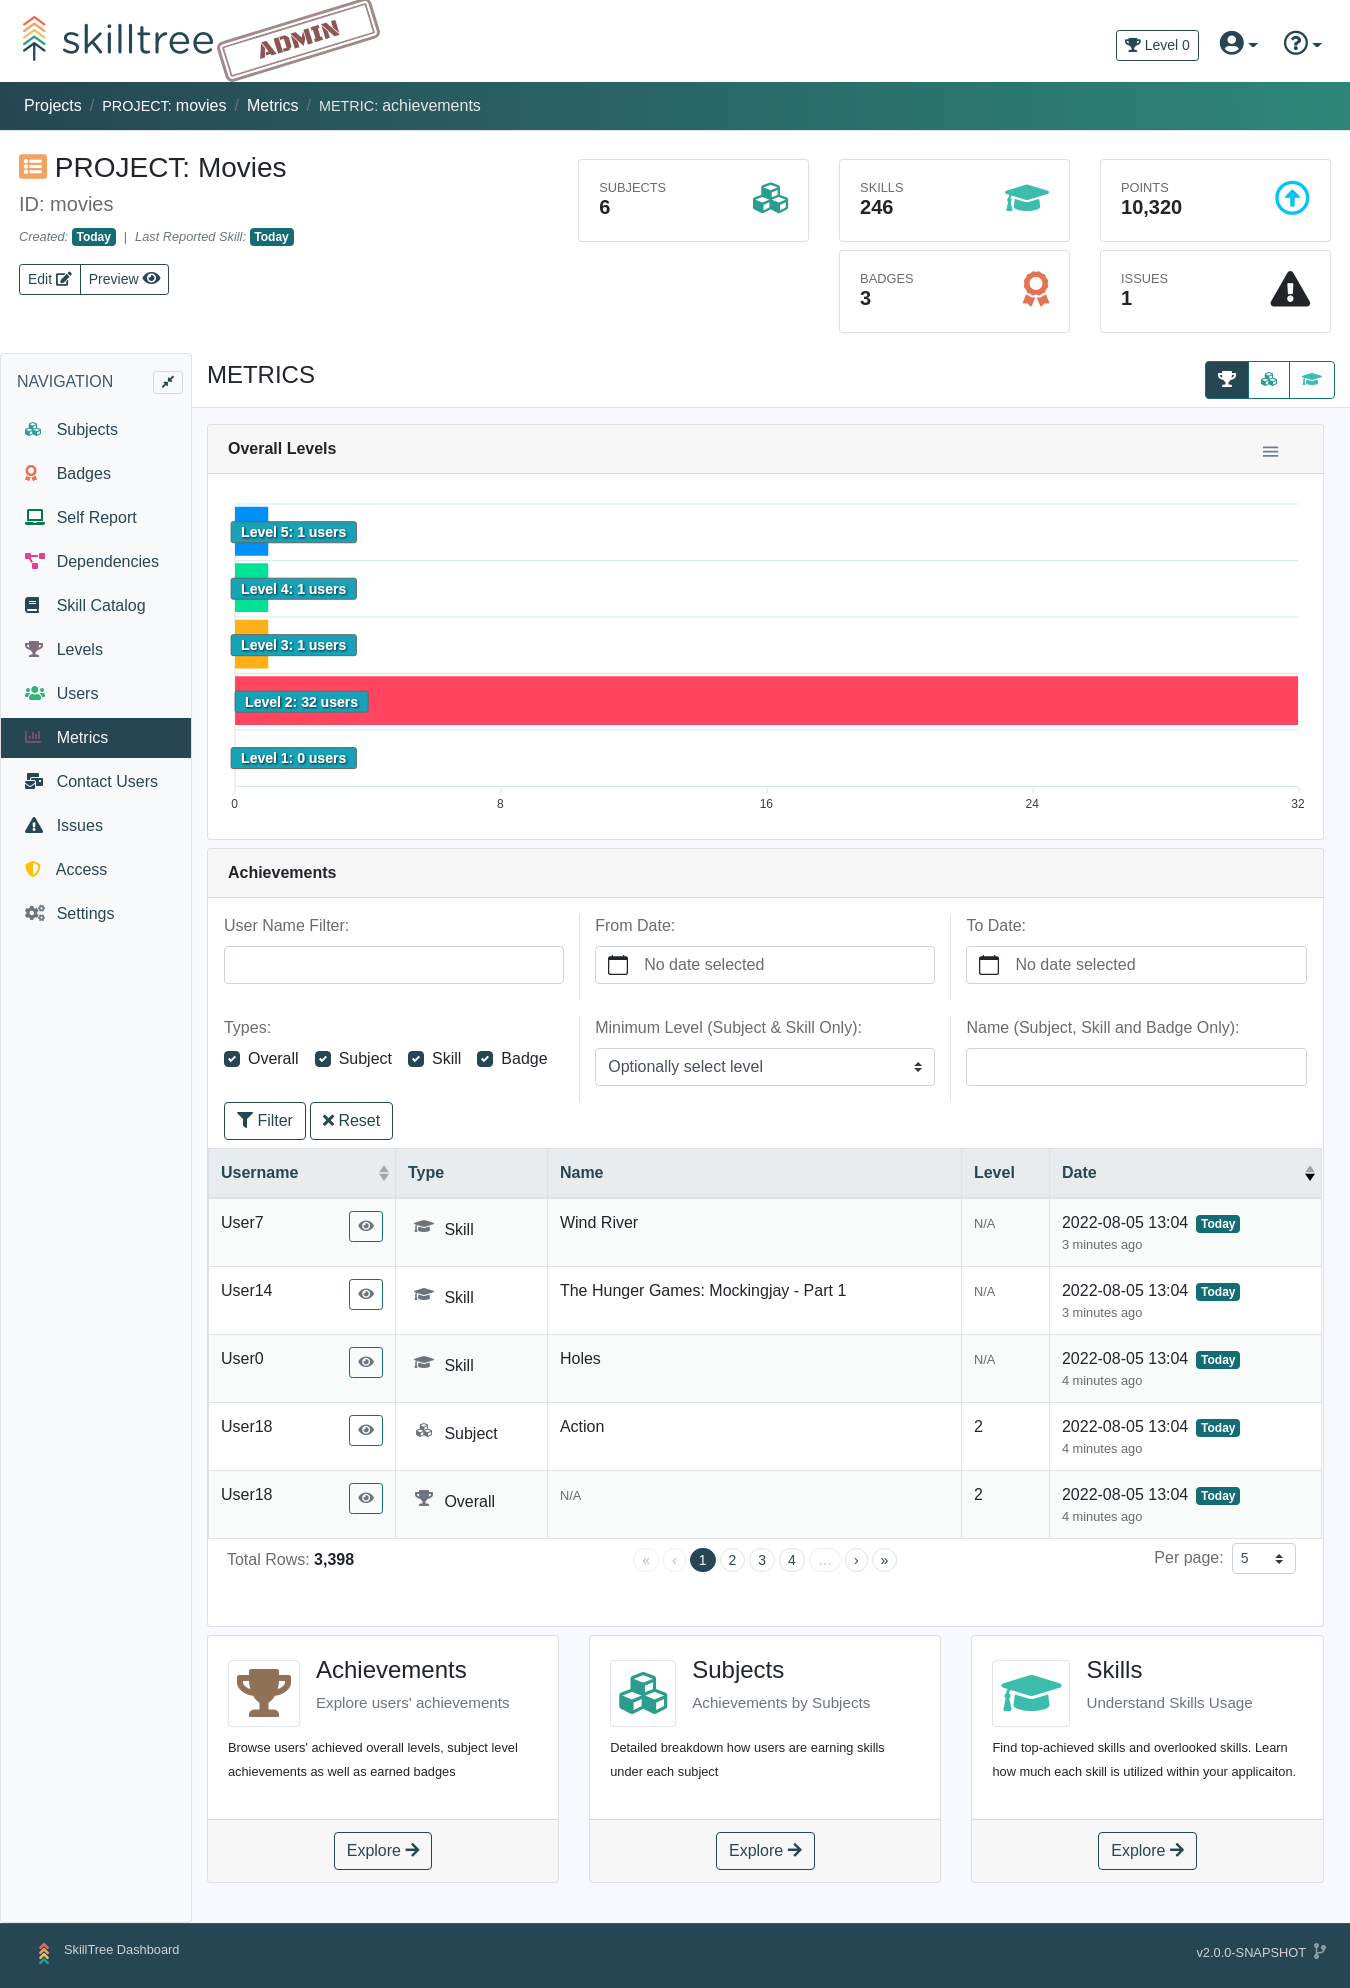 skilltree ADMIN
Level 0
Projects / PROJECT: movies / Metrics / METRIC: achievements
PROJECT: Movies
ID: movies
Created: Today | Last Reported Skill: Today
Edit Preview
SUBJECTS
6
SKILLS
246
POINTS
10,320
BADGES
3
ISSUES
1
NAVIGATION
Subjects
Badges
Self Report
Dependencies
Skill Catalog
Levels
Users
Metrics
Contact Users
Issues
Access
Settings
METRICS
Overall Levels
Level 5: 1 users
Level 4: 1 users
Level 3: 1 users
Level 2: 32 users
Level 1: 0 users
0 8 16 24 32
Achievements
User Name Filter:
From Date:
No date selected
To Date:
No date selected
Types:
Overall Subject Skill Badge
Minimum Level (Subject & Skill Only):
Optionally select level
Name (Subject, Skill and Badge Only):
Filter Reset
Username Type Name Level Date
User7 Skill Wind River N/A 2022-08-05 13:04 Today
3 minutes ago
User14 Skill The Hunger Games: Mockingjay - Part 1 N/A 2022-08-05 13:04 Today
3 minutes ago
User0 Skill Holes N/A 2022-08-05 13:04 Today
4 minutes ago
User18 Subject Action 2 2022-08-05 13:04 Today
4 minutes ago
User18 Overall N/A 2 2022-08-05 13:04 Today
4 minutes ago
Total Rows: 3,398
« ‹ 1 2 3 4 … › »
Per page: 5
Achievements
Explore users' achievements
Browse users' achieved overall levels, subject level
achievements as well as earned badges
Explore
Subjects
Achievements by Subjects
Detailed breakdown how users are earning skills
under each subject
Explore
Skills
Understand Skills Usage
Find top-achieved skills and overlooked skills. Learn
how much each skill is utilized within your applicaiton.
Explore
SkillTree Dashboard
v2.0.0-SNAPSHOT